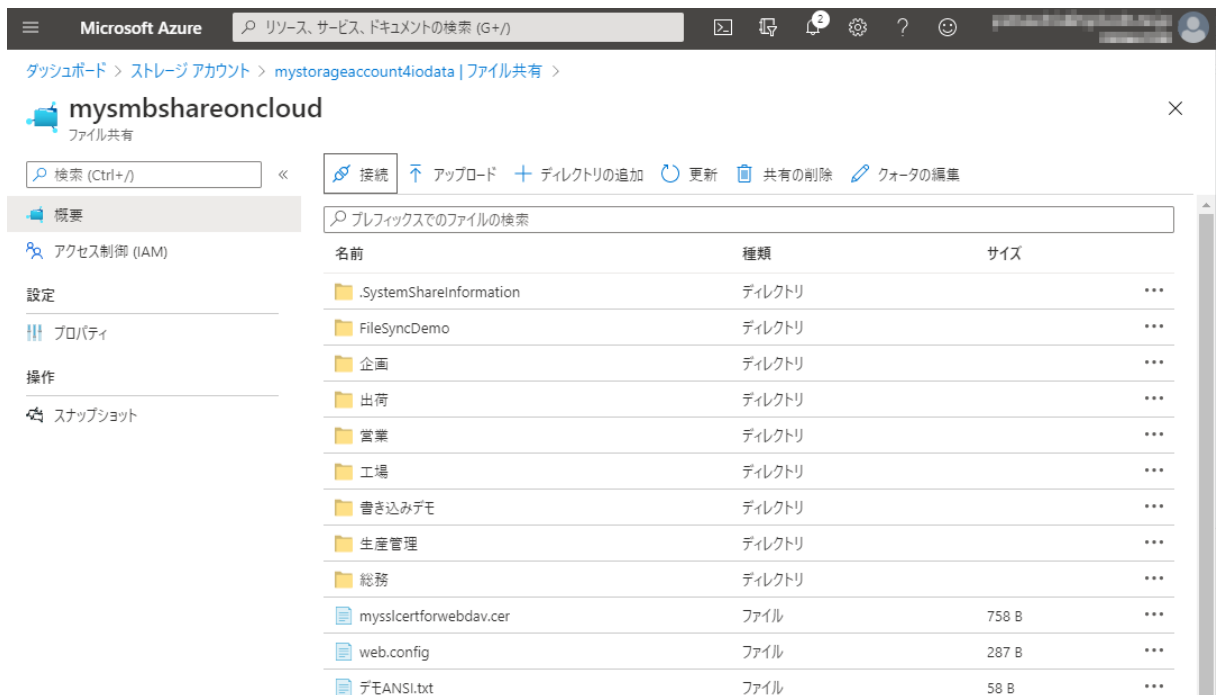 Microsoft Azure
リソース、サービス、ドキュメントの検索 (G+/)
2
ダッシュボード > ストレージ アカウント > mystorageaccount4iodata | ファイル共有 >
mysmbshareoncloud
ファイル共有
検索 (Ctrl+/)
«
接続
アップロード
ディレクトリの追加
更新
共有の削除
クォータの編集
概要
アクセス制御 (IAM)
設定
プロパティ
操作
スナップショット
プレフィックスでのファイルの検索
名前 種類 サイズ
.SystemShareInformation ディレクトリ
FileSyncDemo ディレクトリ
企画 ディレクトリ
出荷 ディレクトリ
営業 ディレクトリ
工場 ディレクトリ
書き込みデモ ディレクトリ
生産管理 ディレクトリ
総務 ディレクトリ
mysslcertforwebdav.cer ファイル 758 B
web.config ファイル 287 B
デモANSI.txt ファイル 58 B